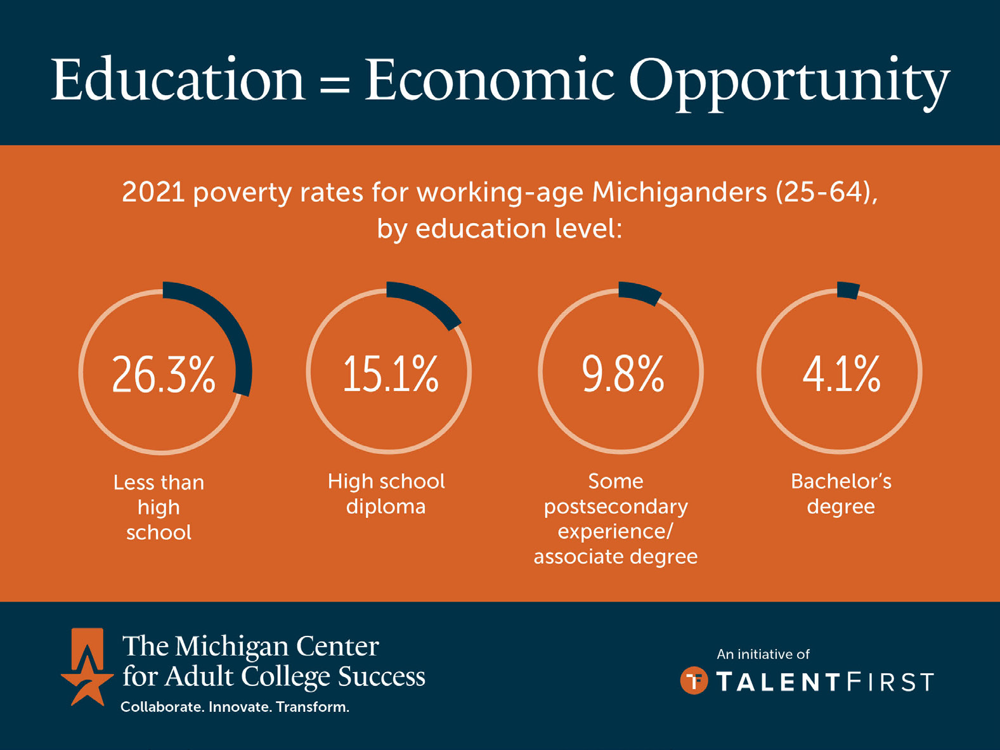 Education = Economic Opportunity
2021 poverty rates for working-age Michiganders (25-64),
by education level:
26.3%
15.1%
9.8%
4.1%
Less than
high
school
High school
diploma
Some
postsecondary
experience/
associate degree
Bachelor’s
degree
The Michigan Center
for Adult College Success
Collaborate. Innovate. Transform.
An initiative of
TF TALENTFIRST